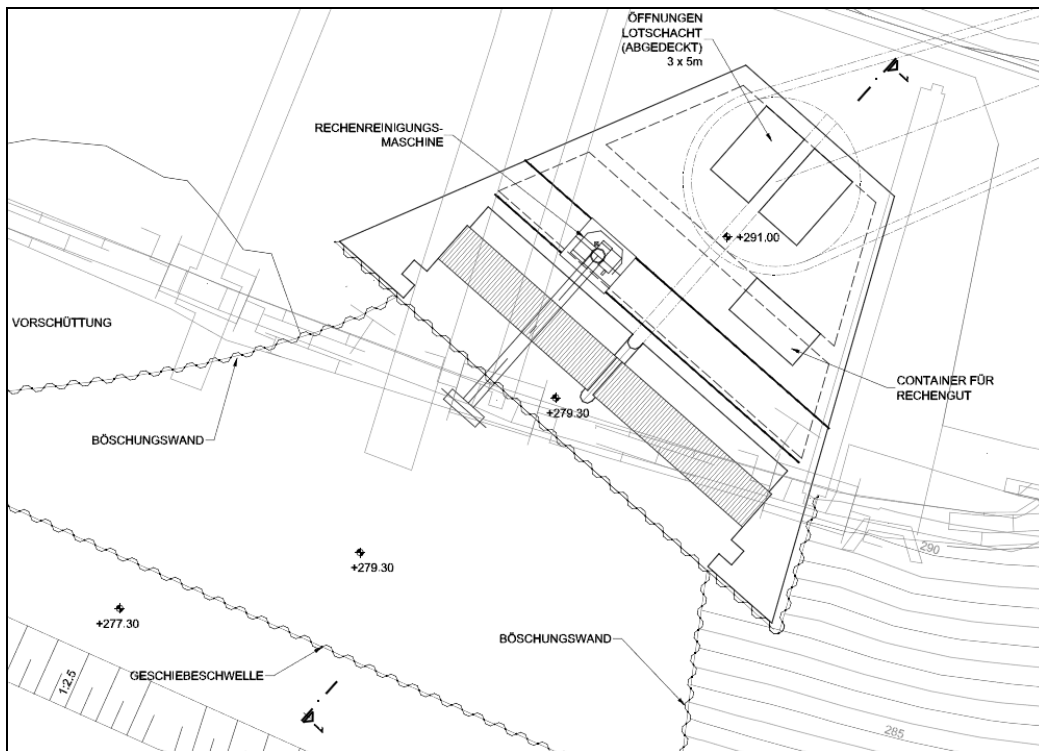 ÖFFNUNGEN
LOTSCHACHT
(ABGEDECKT)
3 x 5m
RECHENREINIGUNGS-
MASCHINE
+291.00
VORSCHÜTTUNG
CONTAINER FÜR
RECHENGUT
+279.30
BÖSCHUNGSWAND
290
+279.30
+277.30
BÖSCHUNGSWAND
GESCHIEBESCHWELLE
1:2.5
285